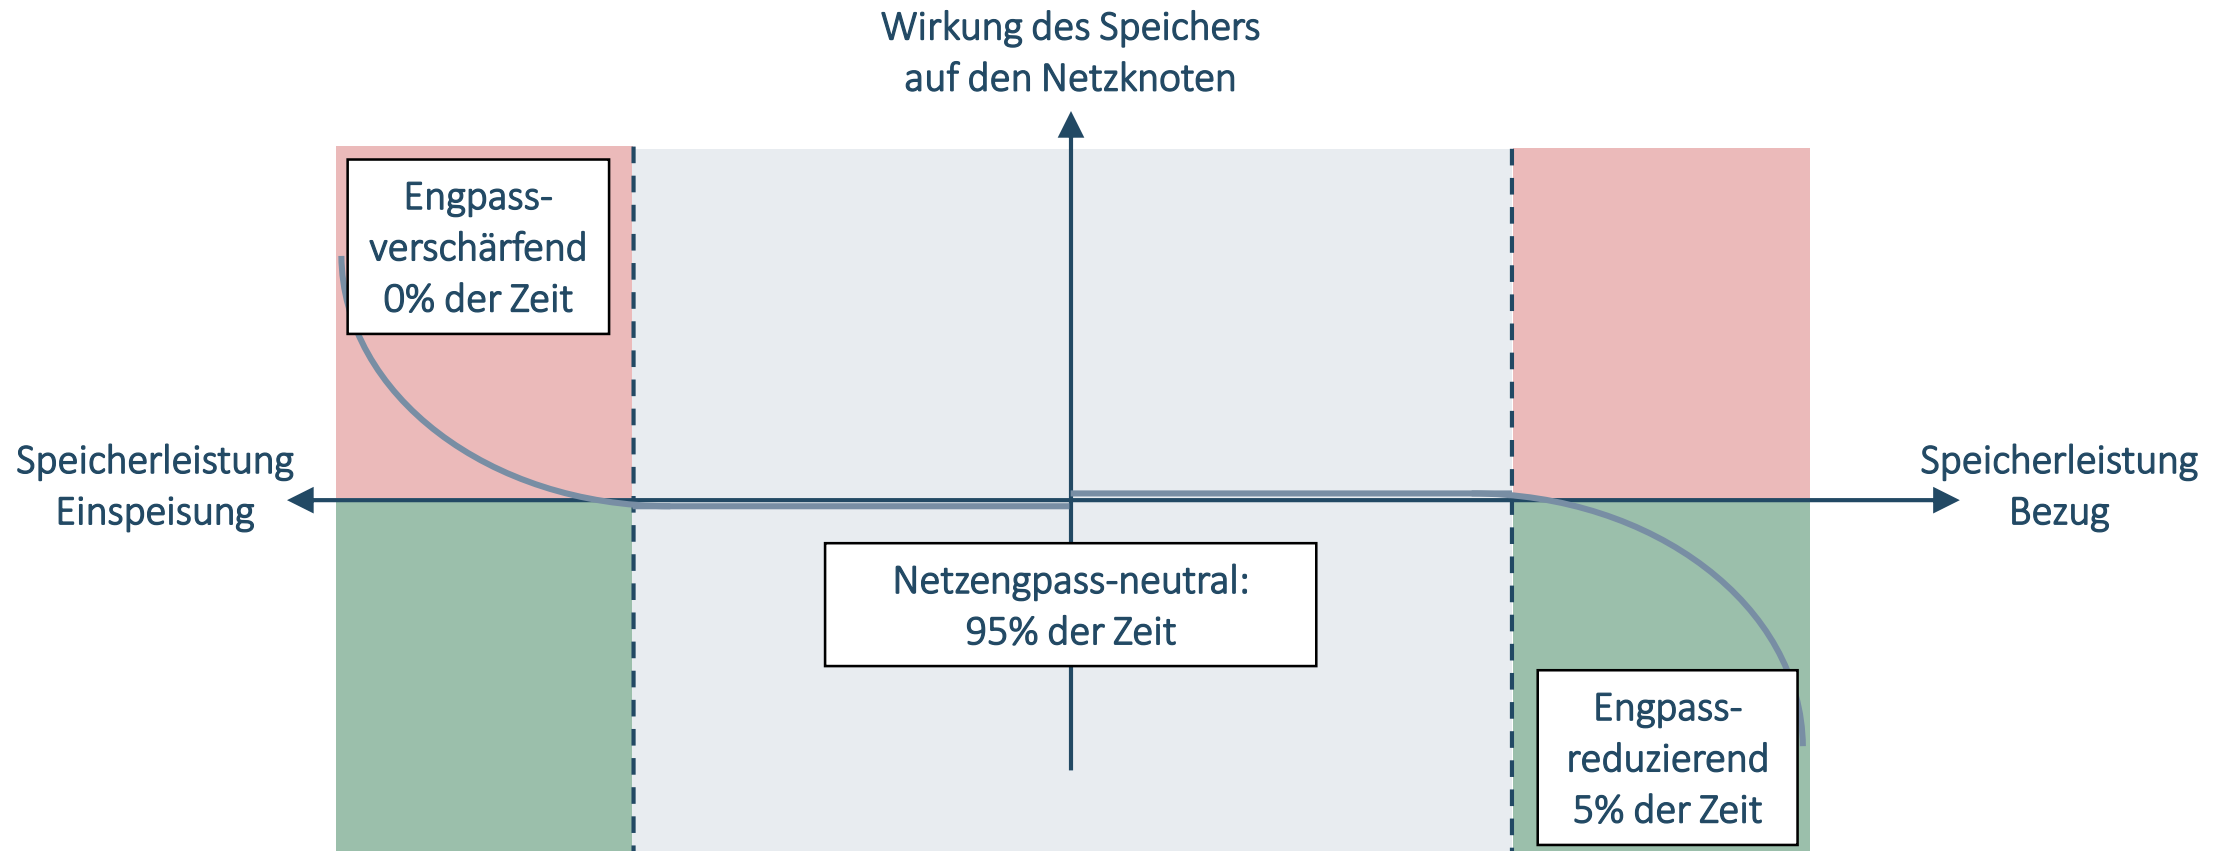 Wirkung des Speichers
auf den Netzknoten
Engpass-
verschärfend
0% der Zeit
Speicherleistung
Einspeisung
Speicherleistung
Bezug
Netzengpass-neutral:
95% der Zeit
Engpass-
reduzierend
5% der Zeit